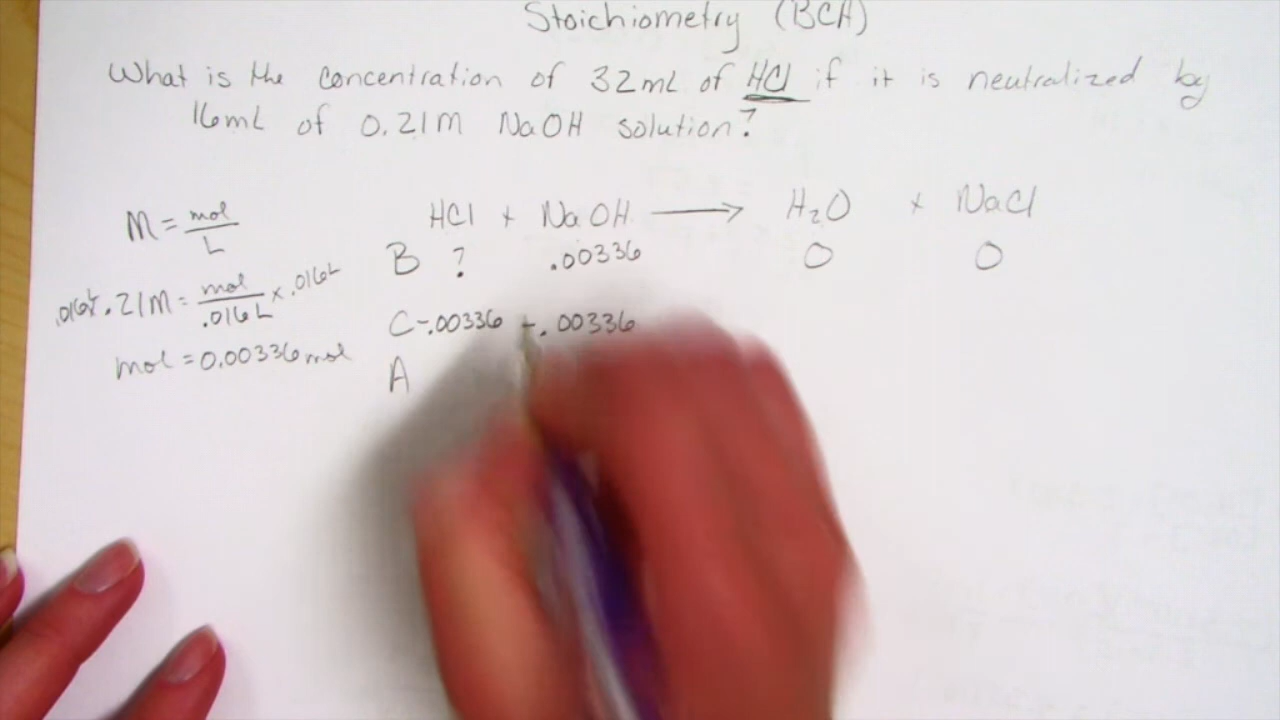 Stoichiometry (BCA)
What is the concentration of 32mL of HCl if it is neutralized by
16mL of 0.21M NaOH solution?
M = mol/L
.016L · .21M = mol/.016L × .016L
mol = 0.00336 mol
HCl + NaOH → H₂O + NaCl
B ? .00336 0 0
C -.00336 -.00336
A